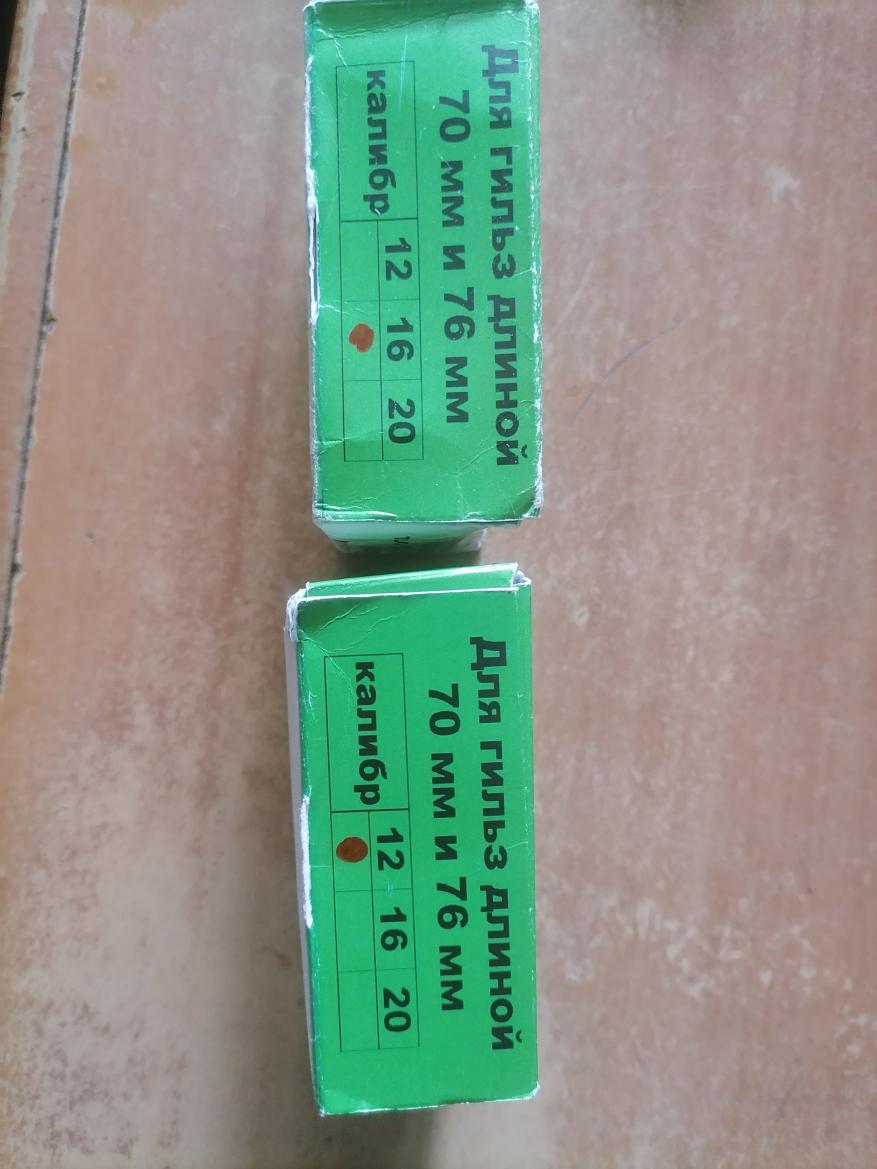 Для гильз длиной
70 мм и 76 мм
калибр 12 16 20
Для гильз длиной
70 мм и 76 мм
калибр 12 16 20